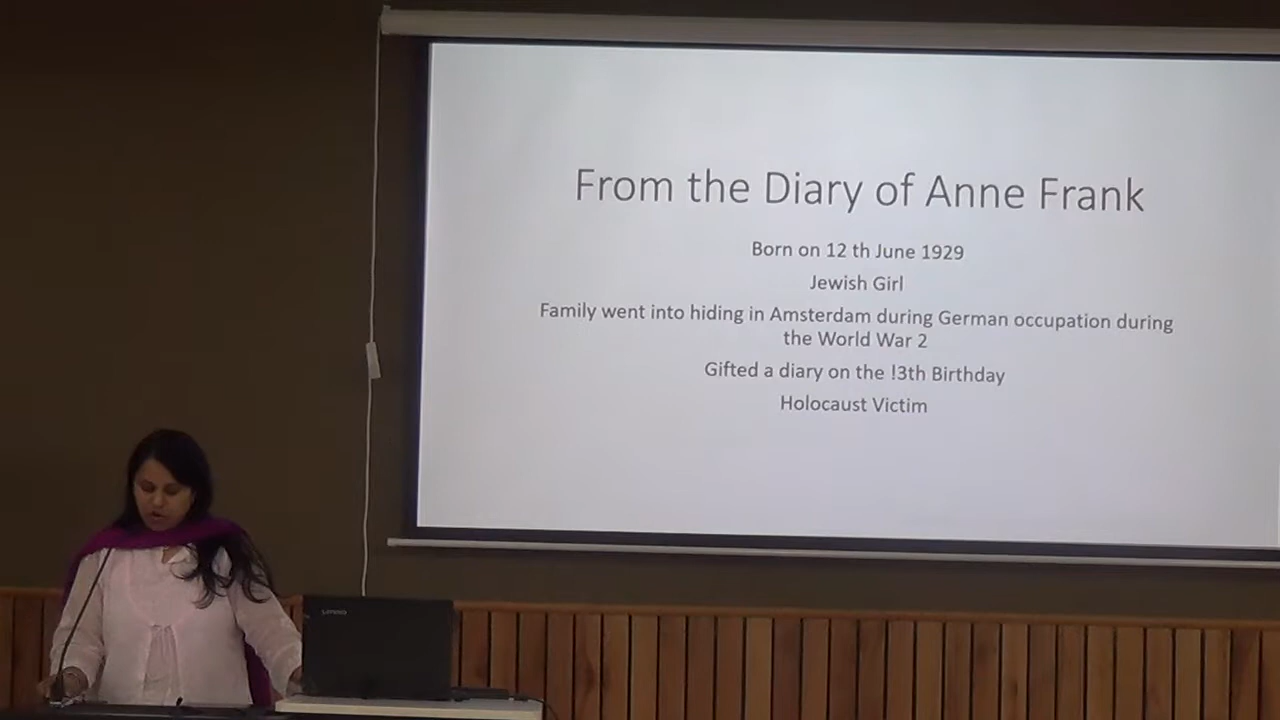 From the Diary of Anne Frank
Born on 12 th June 1929
Jewish Girl
Family went into hiding in Amsterdam during German occupation during
the World War 2
Gifted a diary on the !3th Birthday
Holocaust Victim
Lenovo